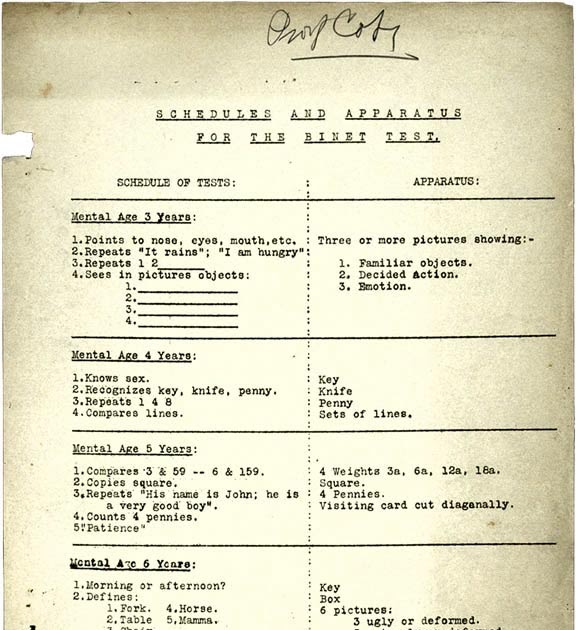 Prof Coty
SCHEDULES AND APPARATUS
FOR THE BINET TEST.
SCHEDULE OF TESTS: : APPARATUS:
Mental Age 3 Years:
1.Points to nose, eyes, mouth,etc. : Three or more pictures showing:-
2.Repeats "It rains"; "I am hungry":
3.Repeats 1 2______ : 1. Familiar objects.
4.Sees in pictures objects: : 2. Decided Action.
1.__________ : 3. Emotion.
2.__________
3.__________
4.__________
Mental Age 4 Years:
1.Knows sex. : Key
2.Recognizes key, knife, penny. : Knife
3.Repeats 1 4 8 : Penny
4.Compares lines. : Sets of lines.
Mental Age 5 Years:
1.Compares 3 & 59 -- 6 & 159. : 4 Weights 3a, 6a, 12a, 18a.
2.Copies square. : Square.
3.Repeats "His name is John; he is : 4 Pennies.
a very good boy". : Visiting card cut diaganally.
4.Counts 4 pennies.
5."Patience"
Mental Age 6 Years:
1.Morning or afternoon? : Key
2.Defines: : Box
1.Fork. 4.Horse. : 6 pictures:
2.Table 5.Mamma. : 3 ugly or deformed.